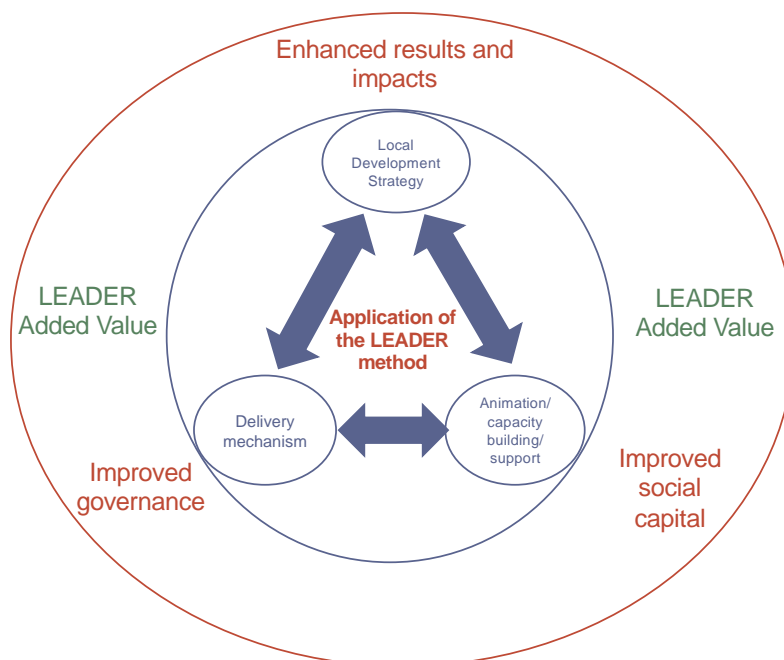 Enhanced results and
impacts
Local
Development
Strategy
LEADER
Added Value
LEADER
Added Value
Application of
the LEADER
method
Delivery
mechanism
Animation/
capacity
building/
support
Improved
governance
Improved
social
capital